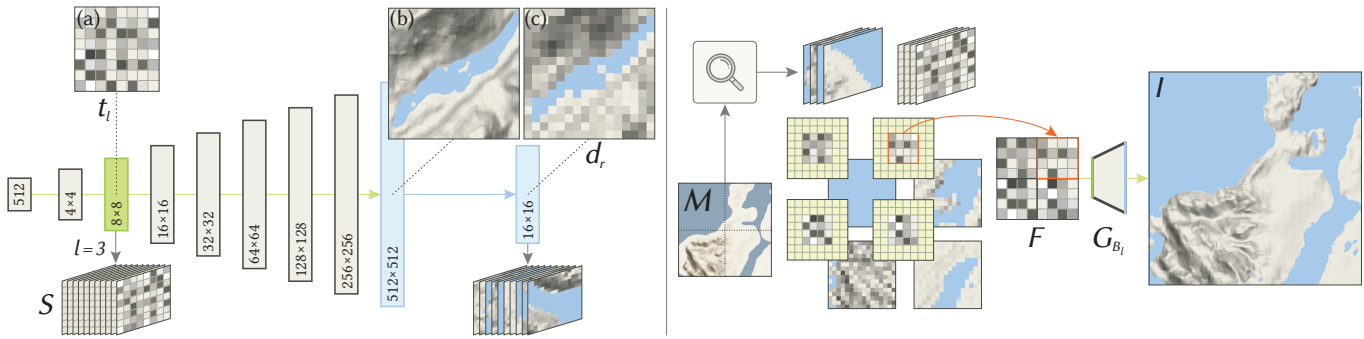 (a)
(b)
(c)
t_l
d_r
512
4×4
8×8
16×16
32×32
64×64
128×128
256×256
512×512
16×16
l=3
S
M
F
G_{B_l}
I